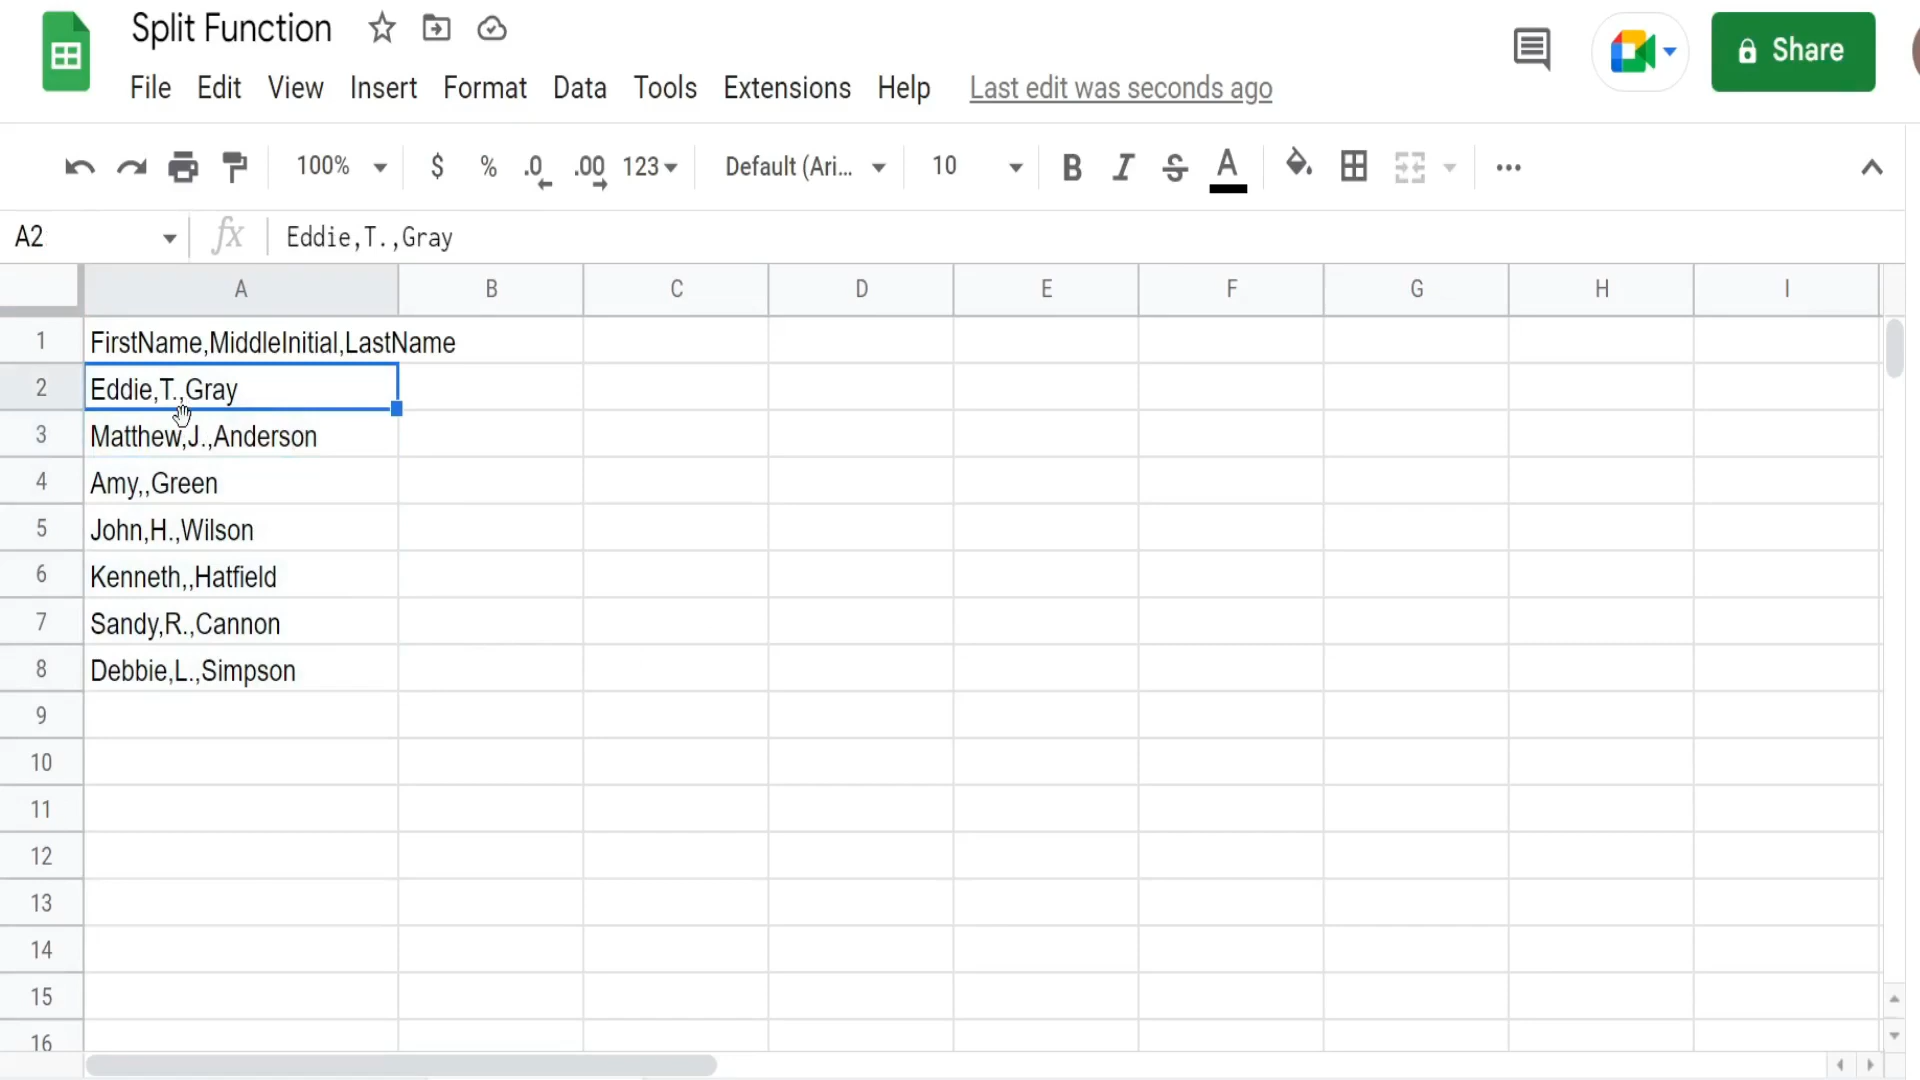 Split Function
File Edit View Insert Format Data Tools Extensions Help Last edit was seconds ago
Share
100% $ % .0 .00 123 Default (Ari... 10 B I S A
A2 fx Eddie,T.,Gray
A B C D E F G H I
1 FirstName,MiddleInitial,LastName
2 Eddie,T.,Gray
3 Matthew,J.,Anderson
4 Amy,,Green
5 John,H.,Wilson
6 Kenneth,,Hatfield
7 Sandy,R.,Cannon
8 Debbie,L.,Simpson
9
10
11
12
13
14
15
16